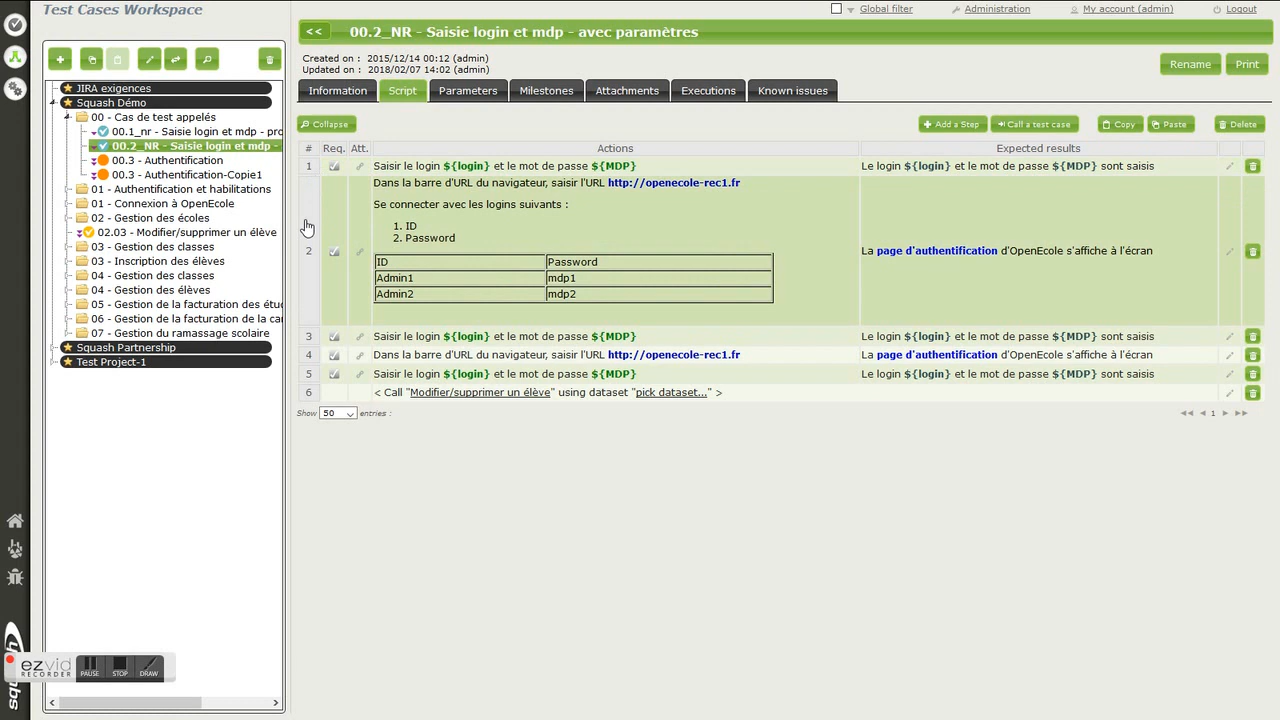 Test Cases Workspace
Global filter
Administration
My account (admin)
Logout
<<
00.2_NR - Saisie login et mdp - avec paramètres
Created on : 2015/12/14 00:12 (admin)
Updated on : 2018/02/07 14:02 (admin)
Rename
Print
Information
Script
Parameters
Milestones
Attachments
Executions
Known issues
JIRA exigences
Squash Démo
00 - Cas de test appelés
00.1_nr - Saisie login et mdp - pro
00.2_NR - Saisie login et mdp -
00.3 - Authentification
00.3 - Authentification-Copie1
01 - Authentification et habilitations
01 - Connexion à OpenEcole
02 - Gestion des écoles
02.03 - Modifier/supprimer un élève
03 - Gestion des classes
03 - Inscription des élèves
04 - Gestion des classes
04 - Gestion des élèves
05 - Gestion de la facturation des étu
06 - Gestion de la facturation de la ca
07 - Gestion du ramassage scolaire
Squash Partnership
Test Project-1
Collapse
Add a Step
Call a test case
Copy
Paste
Delete
# Req. Att. Actions Expected results
1 Saisir le login ${login} et le mot de passe ${MDP} Le login ${login} et le mot de passe ${MDP} sont saisis
Dans la barre d'URL du navigateur, saisir l'URL http://openecole-rec1.fr
Se connecter avec les logins suivants :
1. ID
2. Password
2 La page d'authentification d'OpenEcole s'affiche à l'écran
ID Password
Admin1 mdp1
Admin2 mdp2
3 Saisir le login ${login} et le mot de passe ${MDP} Le login ${login} et le mot de passe ${MDP} sont saisis
4 Dans la barre d'URL du navigateur, saisir l'URL http://openecole-rec1.fr La page d'authentification d'OpenEcole s'affiche à l'écran
5 Saisir le login ${login} et le mot de passe ${MDP} Le login ${login} et le mot de passe ${MDP} sont saisis
6 < Call "Modifier/supprimer un élève" using dataset "pick dataset..." >
Show 50 entries :
1
ezvid
RECORDER
PAUSE
STOP
DRAW